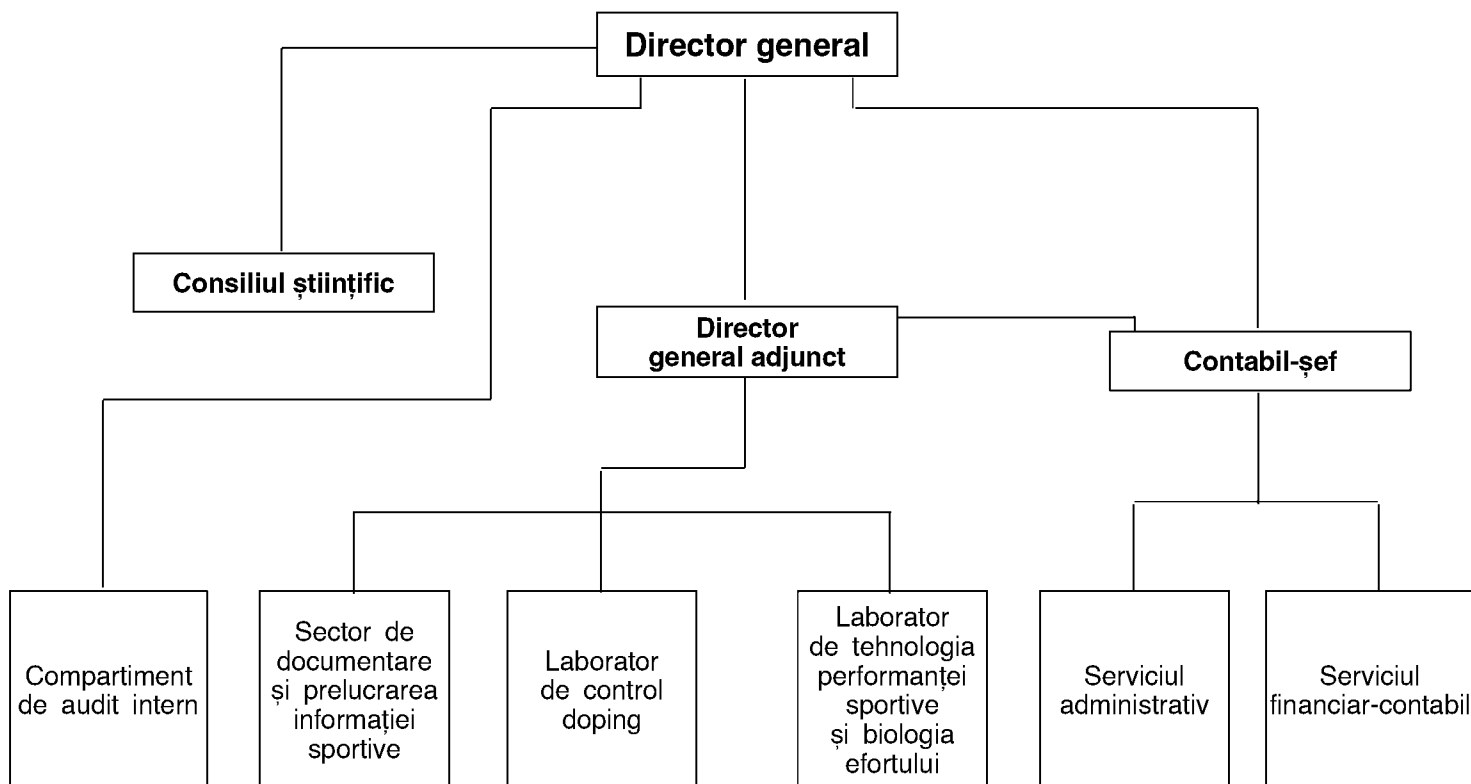 Director general
Consiliul științific
Director
general adjunct
Contabil-șef
Compartiment
de audit intern
Sector de
documentare
și prelucrarea
informației
sportive
Laborator
de control
doping
Laborator
de tehnologia
performanței
sportive
și biologia
efortului
Serviciul
administrativ
Serviciul
financiar-contabil